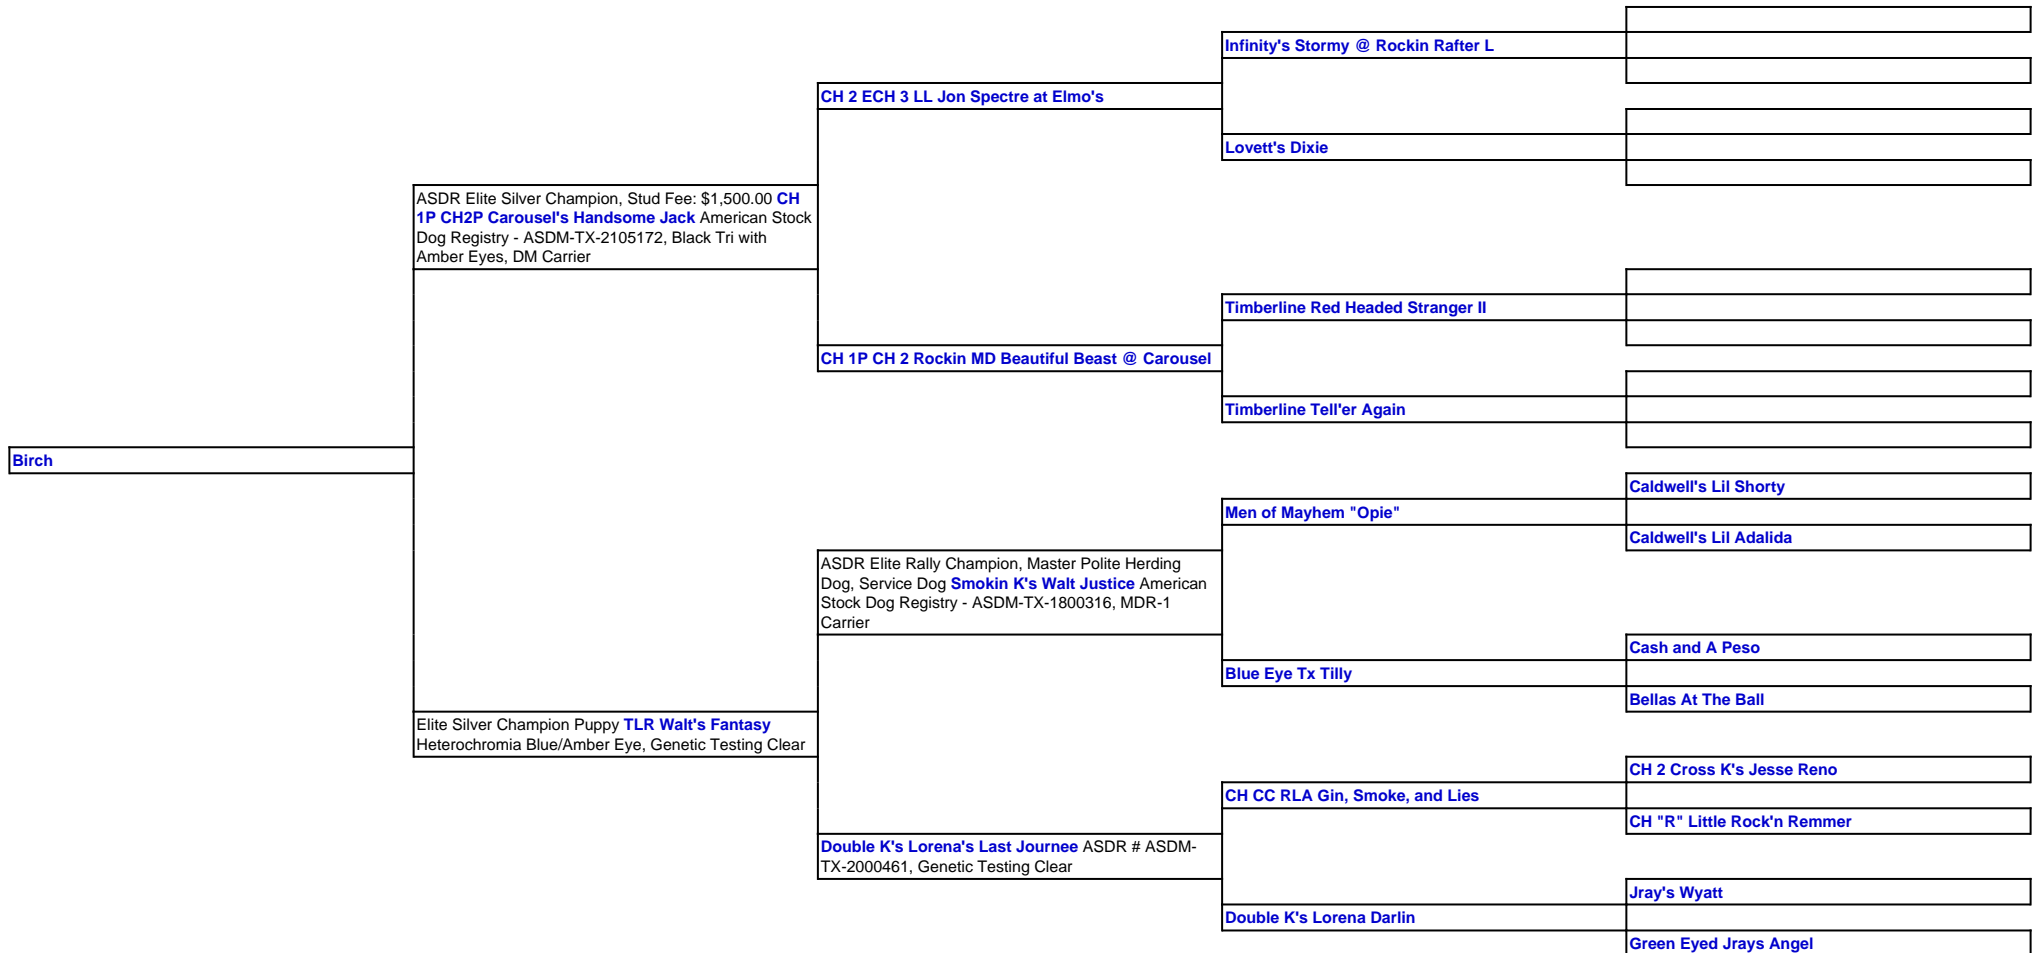 Infinity's Stormy @ Rockin Rafter L
CH 2 ECH 3 LL Jon Spectre at Elmo's
Lovett's Dixie
ASDR Elite Silver Champion, Stud Fee: $1,500.00 CH
1P CH2P Carousel's Handsome Jack American Stock
Dog Registry - ASDM-TX-2105172, Black Tri with
Amber Eyes, DM Carrier
Timberline Red Headed Stranger II
CH 1P CH 2 Rockin MD Beautiful Beast @ Carousel
Timberline Tell'er Again
Birch
Caldwell's Lil Shorty
Men of Mayhem "Opie"
Caldwell's Lil Adalida
ASDR Elite Rally Champion, Master Polite Herding
Dog, Service Dog Smokin K's Walt Justice American
Stock Dog Registry - ASDM-TX-1800316, MDR-1
Carrier
Cash and A Peso
Blue Eye Tx Tilly
Bellas At The Ball
Elite Silver Champion Puppy TLR Walt's Fantasy
Heterochromia Blue/Amber Eye, Genetic Testing Clear
CH 2 Cross K's Jesse Reno
CH CC RLA Gin, Smoke, and Lies
CH "R" Little Rock'n Remmer
Double K's Lorena's Last Journee ASDR # ASDM-
TX-2000461, Genetic Testing Clear
Jray's Wyatt
Double K's Lorena Darlin
Green Eyed Jrays Angel